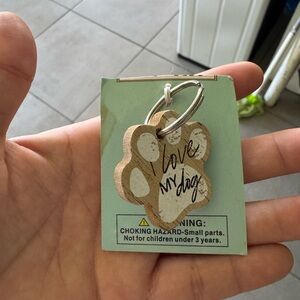 I Love
My dog
WARNING:
CHOKING HAZARD-Small parts.
Not for children under 3 years.